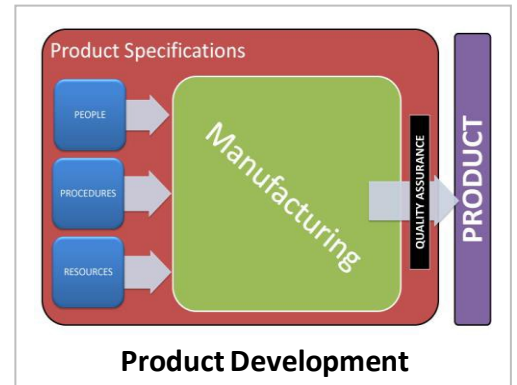 Product Specifications
PEOPLE
PROCEDURES
RESOURCES
Manufacturing
QUALITY ASSURANCE
PRODUCT
Product Development